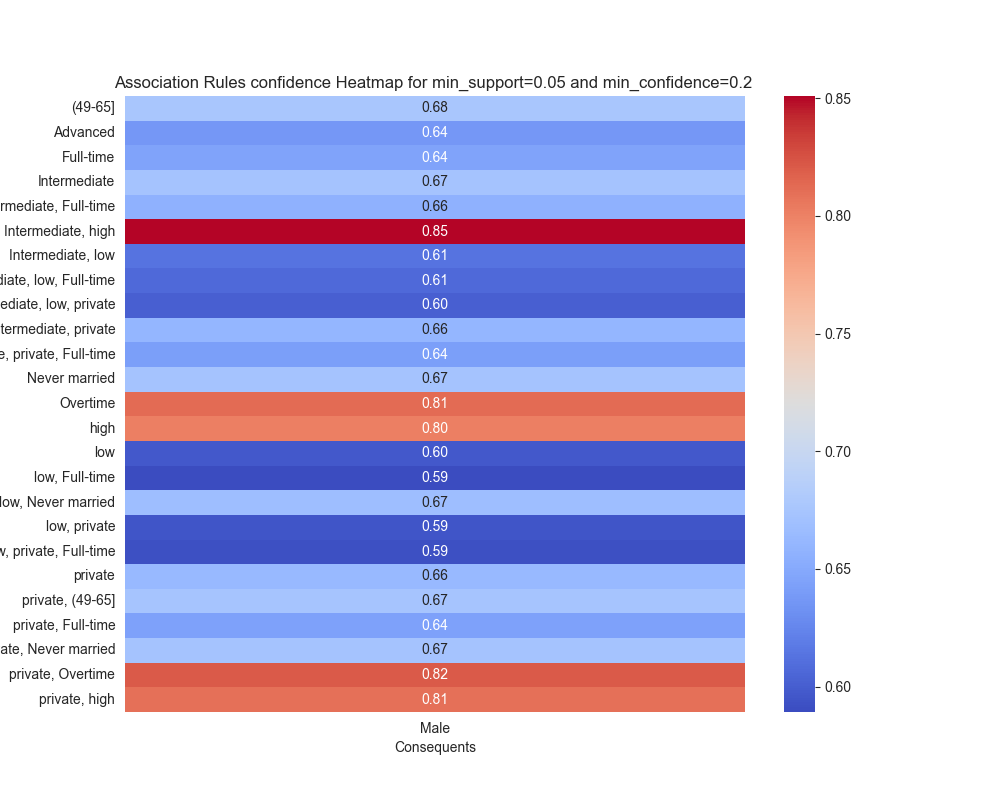 Association Rules confidence Heatmap for min_support=0.05 and min_confidence=0.2
(49-65] 0.68
Advanced 0.64
Full-time 0.64
Intermediate 0.67
rmediate, Full-time 0.66
Intermediate, high 0.85
Intermediate, low 0.61
diate, low, Full-time 0.61
ediate, low, private 0.60
termediate, private 0.66
e, private, Full-time 0.64
Never married 0.67
Overtime 0.81
high 0.80
low 0.60
low, Full-time 0.59
low, Never married 0.67
low, private 0.59
w, private, Full-time 0.59
private 0.66
private, (49-65] 0.67
private, Full-time 0.64
ate, Never married 0.67
private, Overtime 0.82
private, high 0.81
Male
Consequents
0.85
0.80
0.75
0.70
0.65
0.60